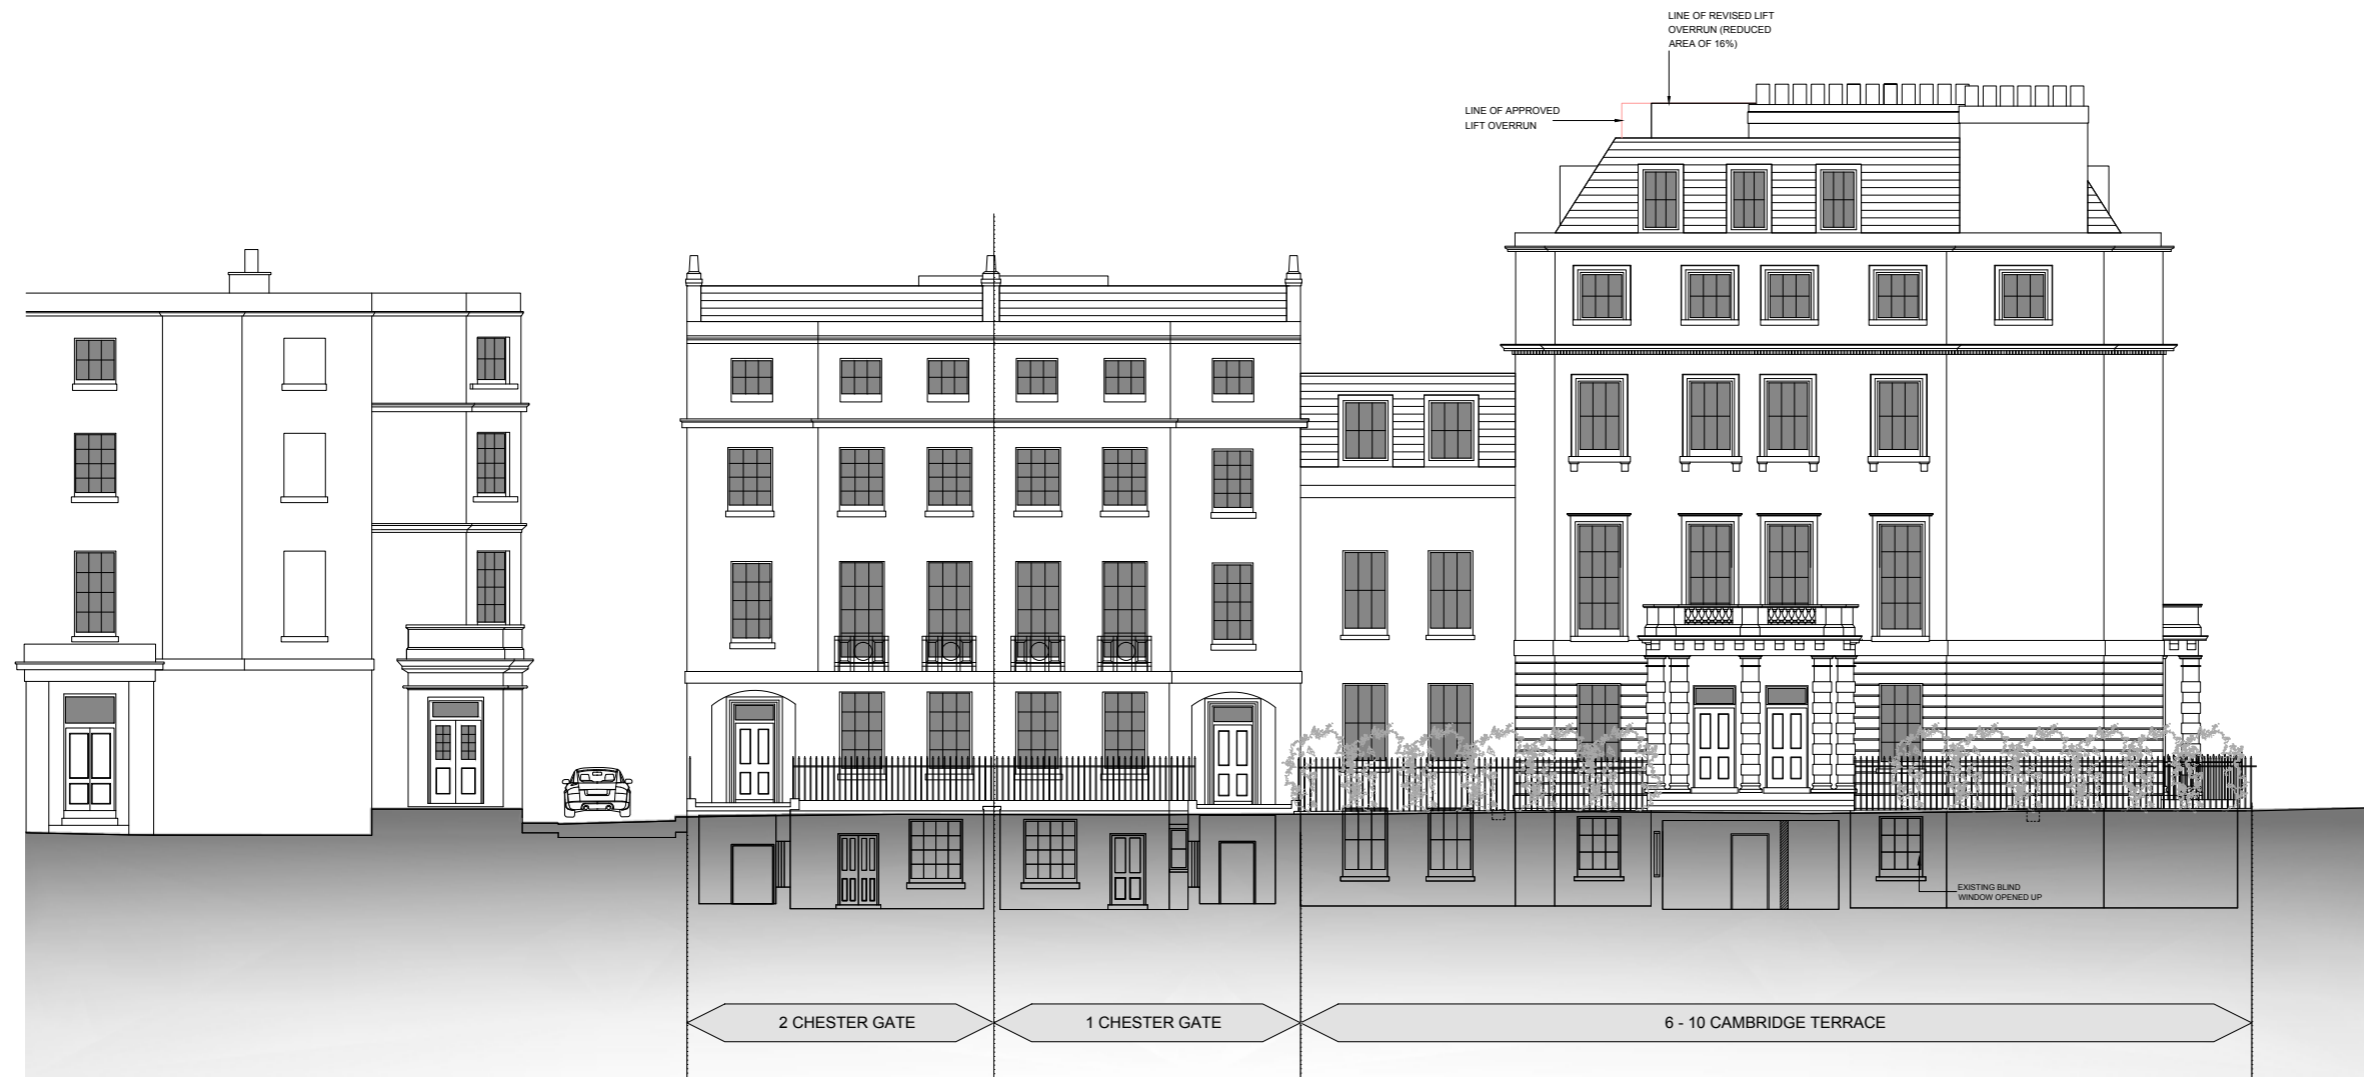 LINE OF REVISED LIFT
OVERRUN (REDUCED
AREA OF 16%)
LINE OF APPROVED
LIFT OVERRUN
EXISTING BLIND
WINDOW OPENED UP
2 CHESTER GATE
1 CHESTER GATE
6 - 10 CAMBRIDGE TERRACE